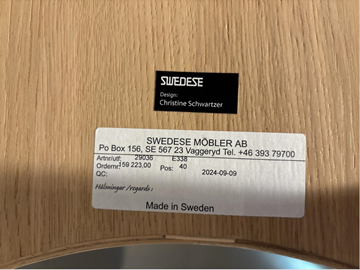 SWEDESE
Design:
Christine Schwartzer
SWEDESE MÖBLER AB
Po Box 156, SE 567 23 Vaggeryd Tel. +46 393 79700
Artnr/utf: 29036 E338
Ordernr: 159 223,00 Pos: 40 2024-09-09
QC:
Hälsningar / regards:
Made in Sweden